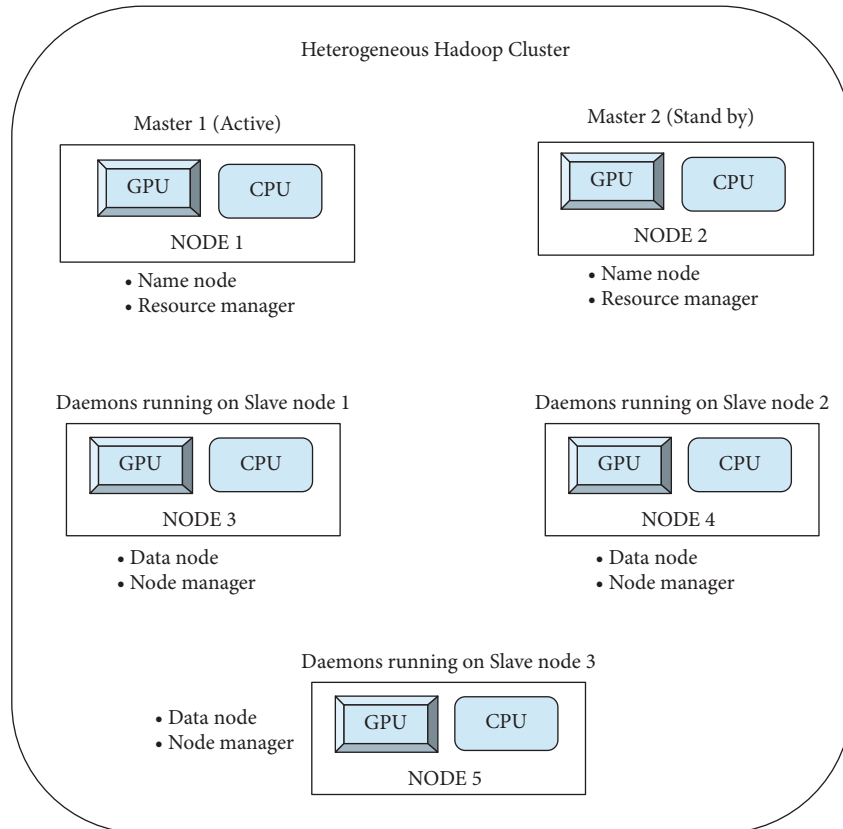 Heterogeneous Hadoop Cluster
Master 1 (Active)
GPU
CPU
NODE 1
• Name node
• Resource manager
Master 2 (Stand by)
GPU
CPU
NODE 2
• Name node
• Resource manager
Daemons running on Slave node 1
GPU
CPU
NODE 3
• Data node
• Node manager
Daemons running on Slave node 2
GPU
CPU
NODE 4
• Data node
• Node manager
Daemons running on Slave node 3
• Data node
• Node manager
GPU
CPU
NODE 5